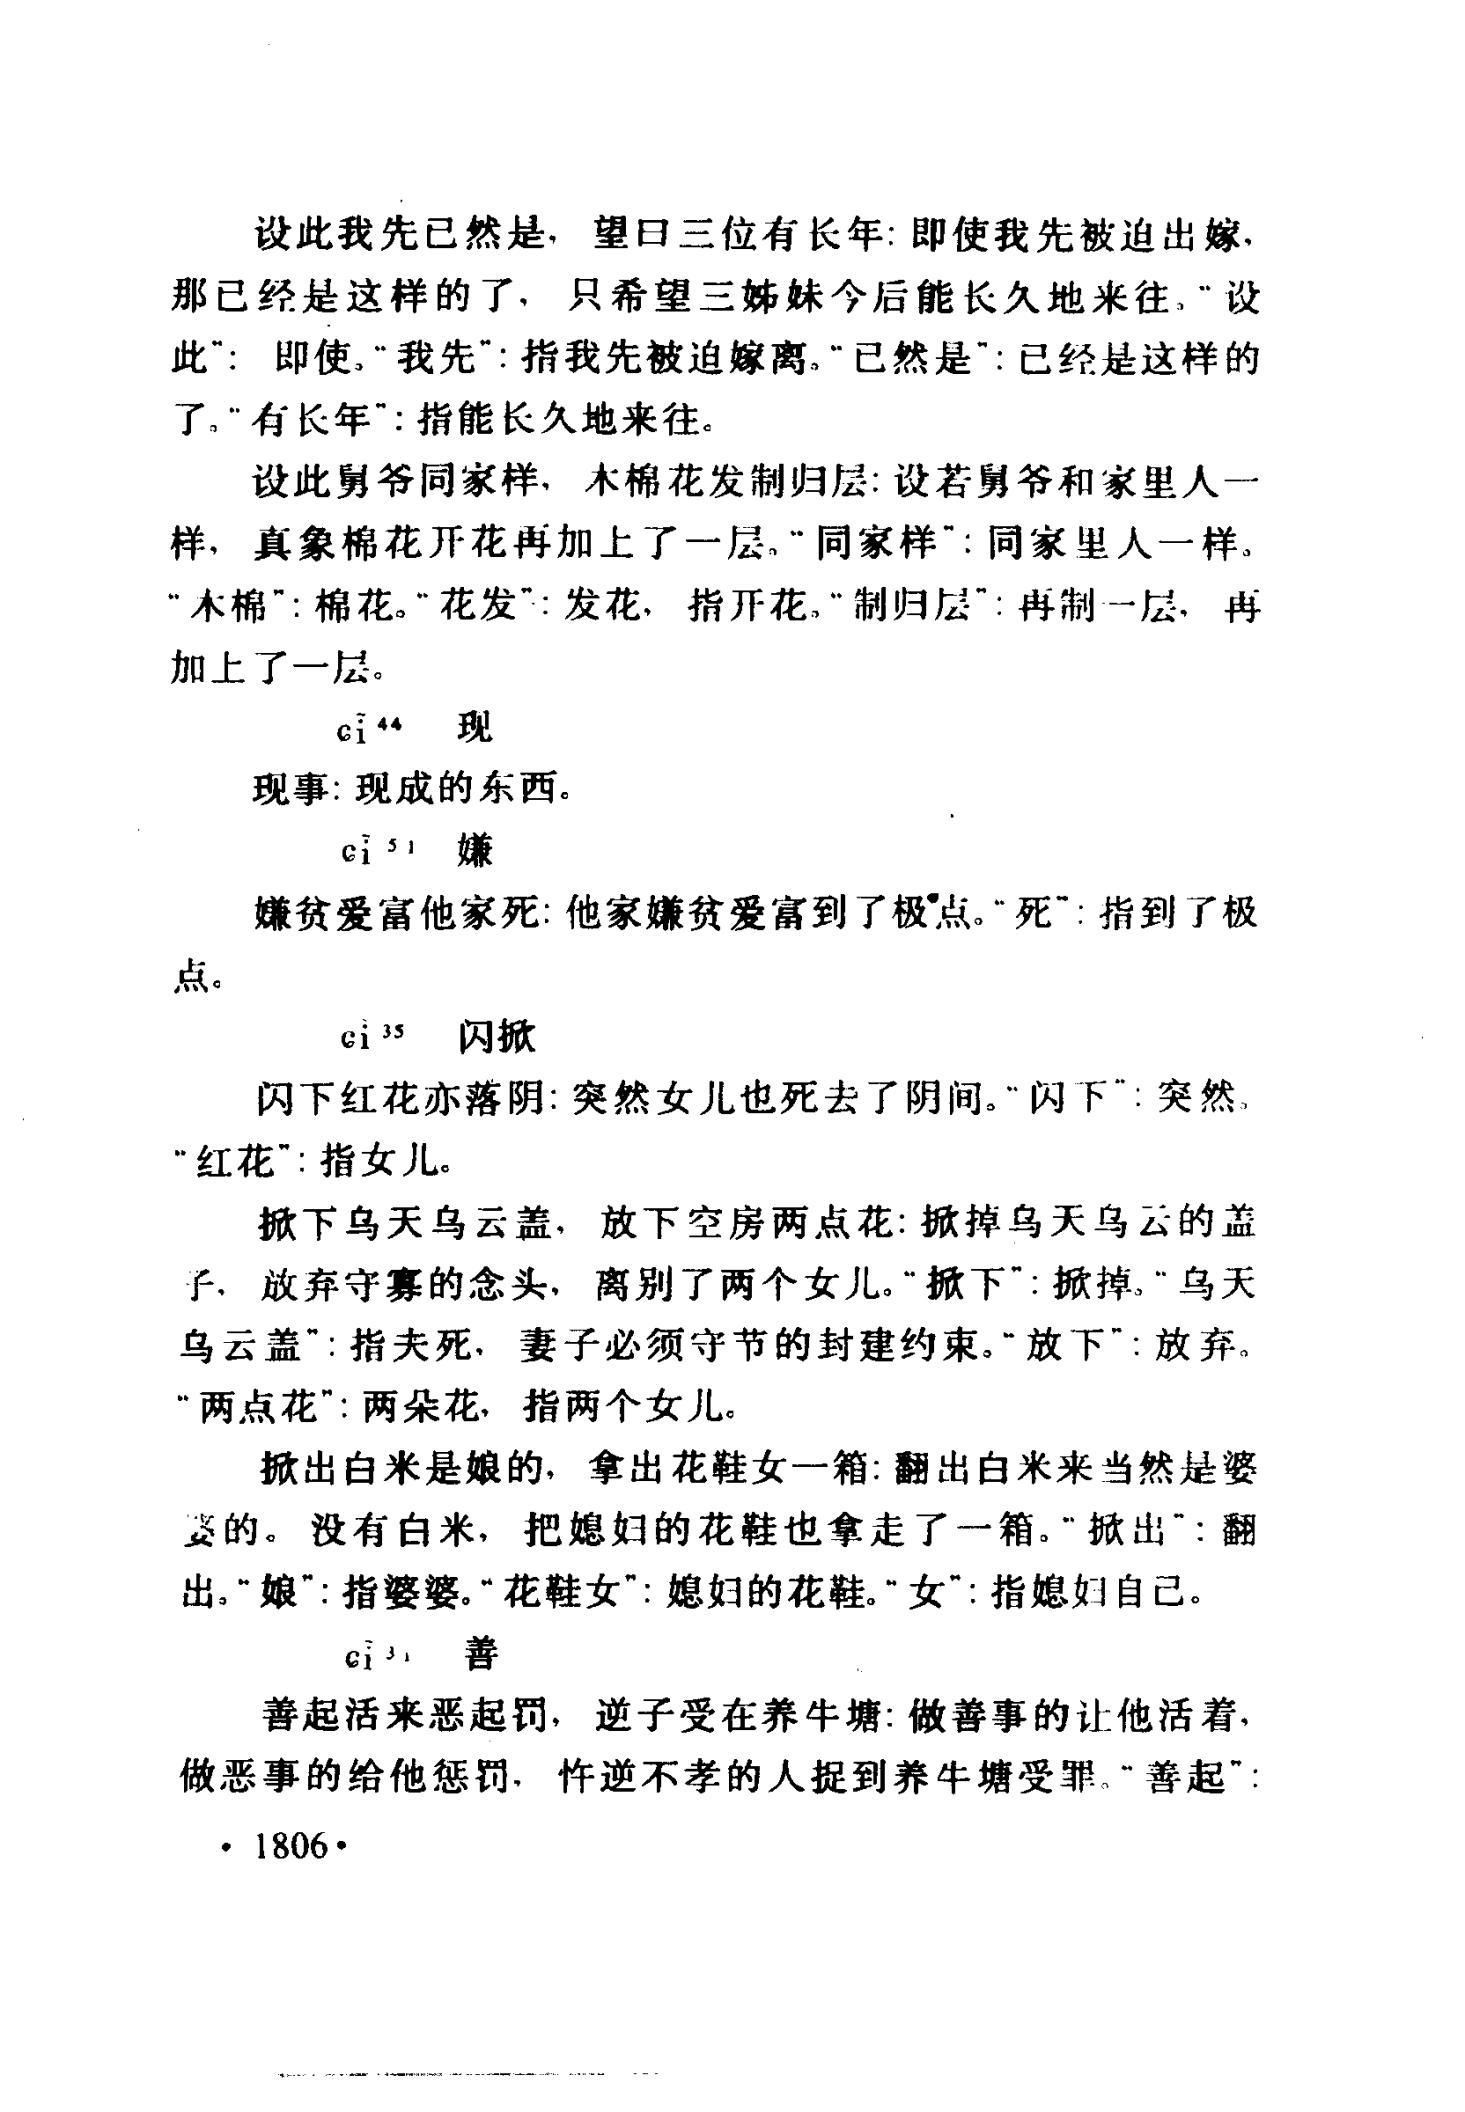 设此我先已然是，望曰三位有长年：即使我先被迫出嫁，
那已经是这样的了，只希望三姊妹今后能长久地来往。“设
此”：即使。“我先”：指我先被迫嫁离。“已然是”：已经是这样的
了。“有长年”：指能长久地来往。
设此舅爷同家样，木棉花发制归层：设若舅爷和家里人一
样，真象棉花开花再加上了一层。“同家样”：同家里人一样。
“木棉”：棉花。“花发”：发花，指开花。“制归层”：再制一层，再
加上了一层。
ɕĩ⁴⁴ 现
现事：现成的东西。
ɕĩ⁵¹ 嫌
嫌贫爱富他家死：他家嫌贫爱富到了极点。“死”：指到了极
点。
ɕĩ³⁵ 闪掀
闪下红花亦落阴：突然女儿也死去了阴间。“闪下”：突然。
“红花”：指女儿。
掀下乌天乌云盖，放下空房两点花：掀掉乌天乌云的盖
子，放弃守寡的念头，离别了两个女儿。“掀下”：掀掉。“乌天
乌云盖”：指夫死，妻子必须守节的封建约束。“放下”：放弃。
“两点花”：两朵花，指两个女儿。
掀出白米是娘的，拿出花鞋女一箱：翻出白米来当然是婆
婆的。没有白米，把媳妇的花鞋也拿走了一箱。“掀出”：翻
出。“娘”：指婆婆。“花鞋女”：媳妇的花鞋。“女”：指媳妇自己。
ɕĩ³¹ 善
善起活来恶起罚，逆子受在养牛塘：做善事的让他活着，
做恶事的给他惩罚，忤逆不孝的人捉到养牛塘受罪。“善起”：
·1806·